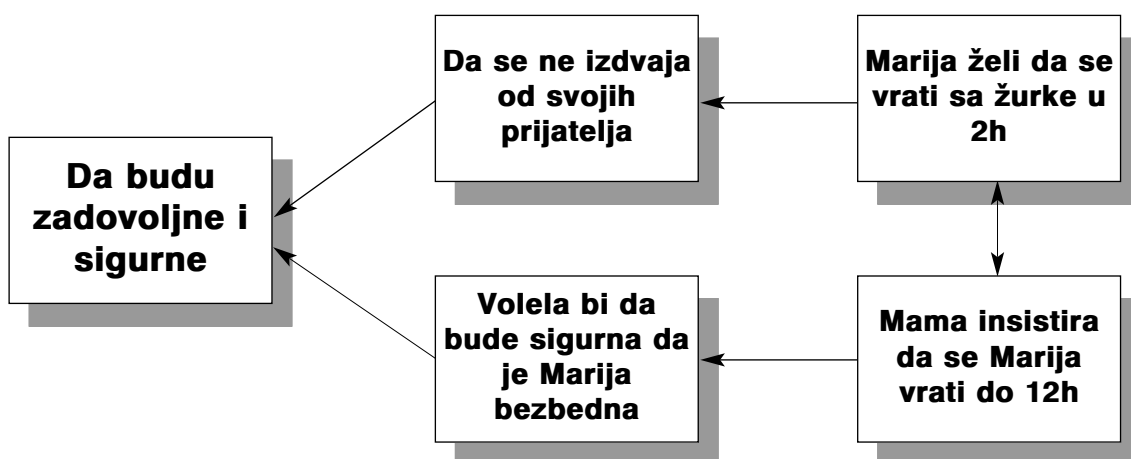 Da budu
zadovoljne i
sigurne
Da se ne izdvaja
od svojih
prijatelja
Marija želi da se
vrati sa žurke u
2h
Volela bi da
bude sigurna da
je Marija
bezbedna
Mama insistira
da se Marija
vrati do 12h